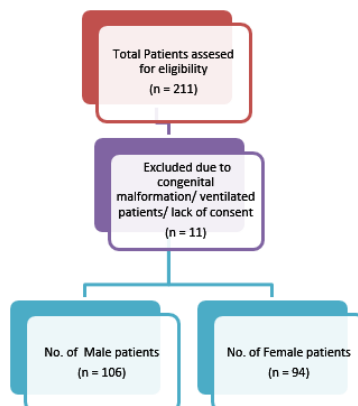 Total Patients assesed
for eligibility
(n = 211)
Excluded due to
congenital
malformation/ ventilated
patients/ lack of consent
(n = 11)
No. of Male patients
(n = 106)
No. of Female patients
(n = 94)